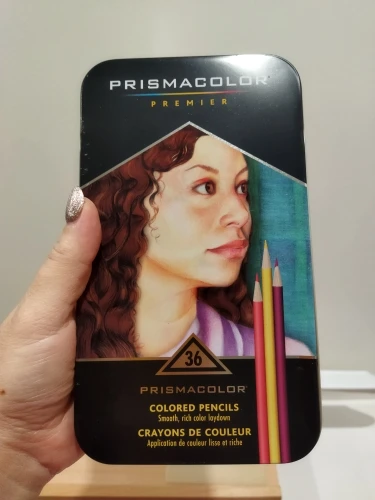 PRISMACOLOR
PREMIER
36
PRISMACOLOR
COLORED PENCILS
Smooth, rich color laydown
CRAYONS DE COULEUR
Application de couleur lisse et riche